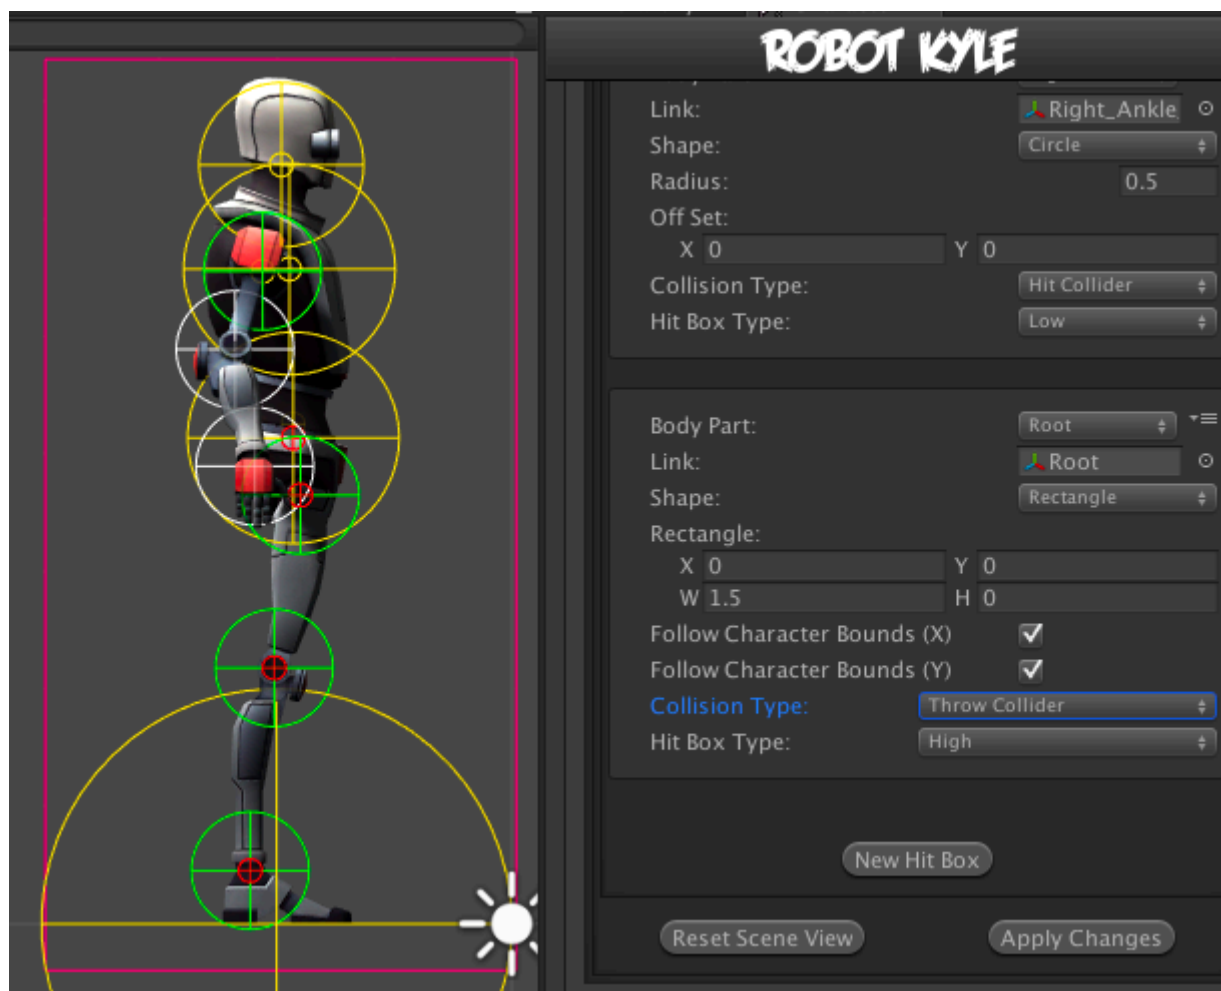 ROBOT KYLE
Link: Right_Ankle
Shape: Circle
Radius: 0.5
Off Set:
X 0 Y 0
Collision Type: Hit Collider
Hit Box Type: Low
Body Part: Root
Link: Root
Shape: Rectangle
Rectangle:
X 0 Y 0
W 1.5 H 0
Follow Character Bounds (X)
Follow Character Bounds (Y)
Collision Type: Throw Collider
Hit Box Type: High
New Hit Box
Reset Scene View Apply Changes